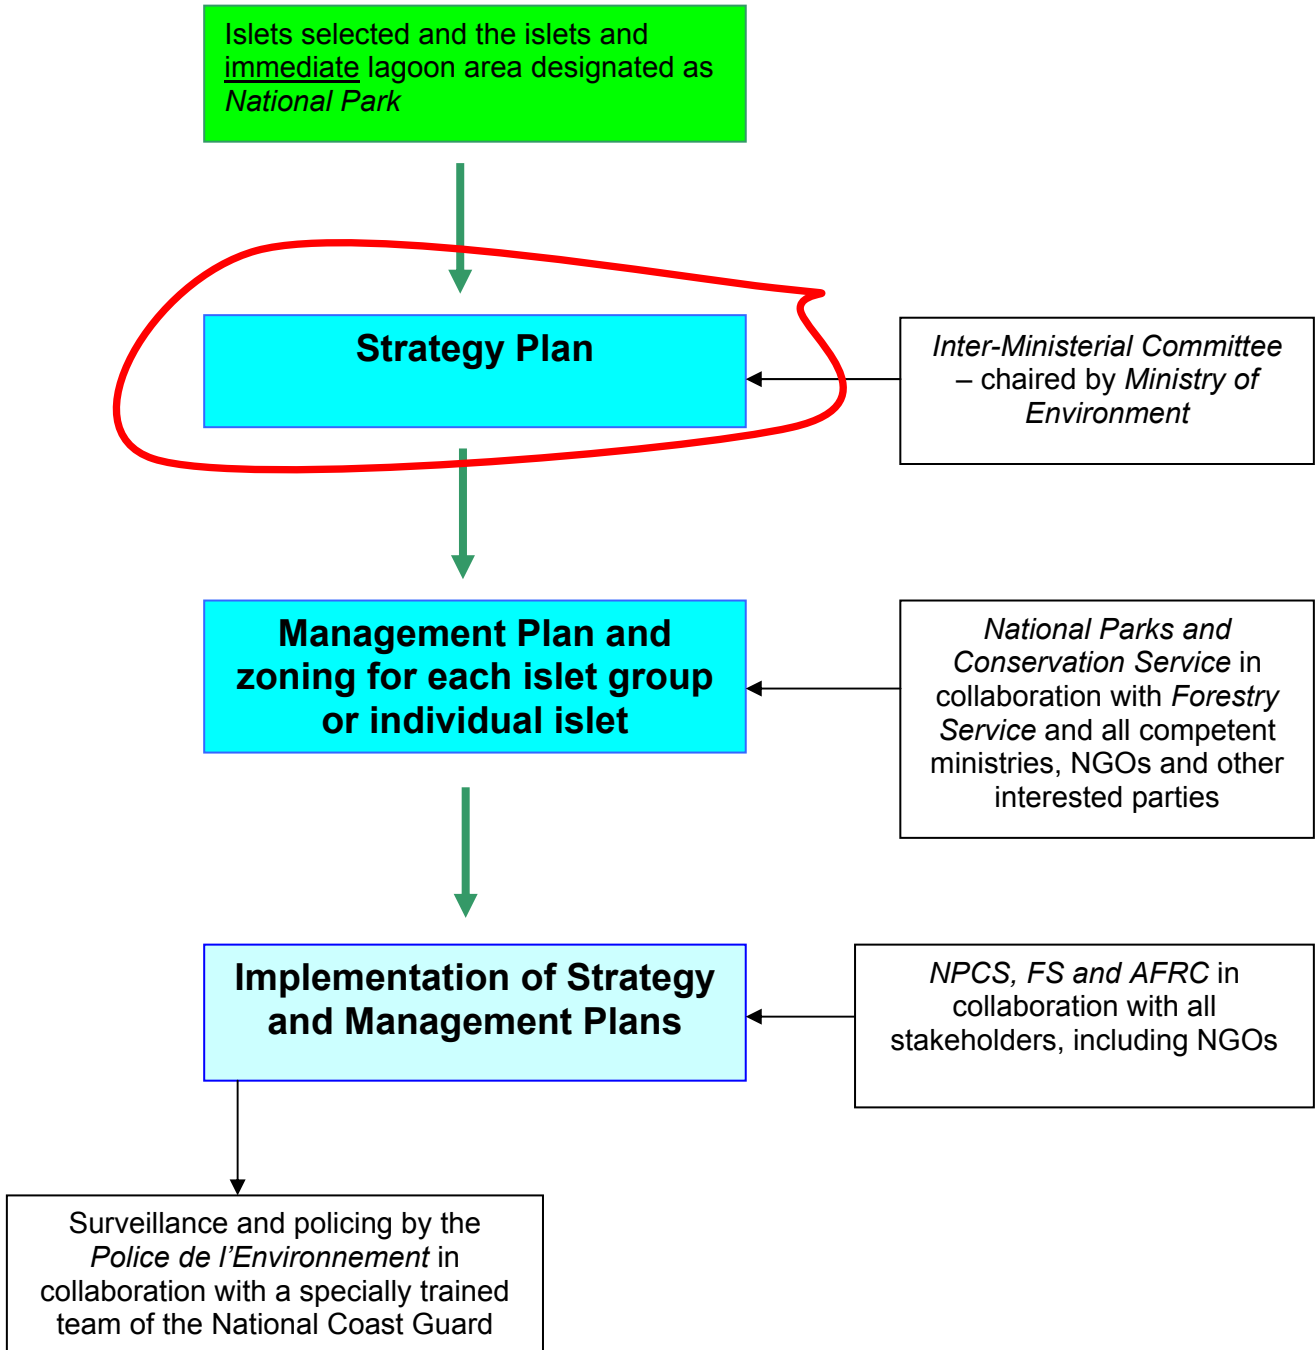 Islets selected and the islets and
immediate lagoon area designated as
National Park
Strategy Plan
Inter-Ministerial Committee
– chaired by Ministry of
Environment
Management Plan and
zoning for each islet group
or individual islet
National Parks and
Conservation Service in
collaboration with Forestry
Service and all competent
ministries, NGOs and other
interested parties
Implementation of Strategy
and Management Plans
NPCS, FS and AFRC in
collaboration with all
stakeholders, including NGOs
Surveillance and policing by the
Police de l’Environnement in
collaboration with a specially trained
team of the National Coast Guard